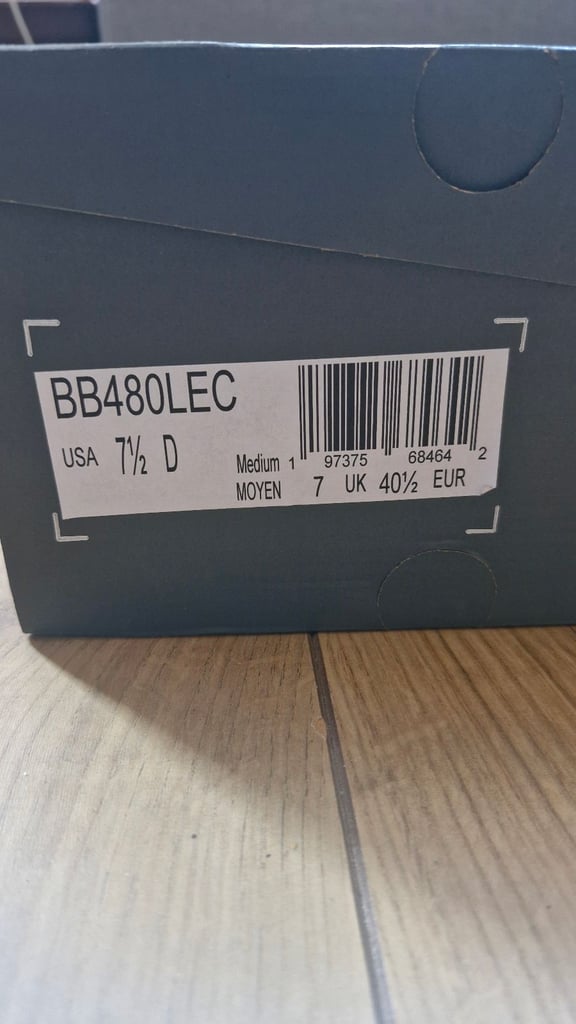 BB480LEC
USA 7½ D
Medium 1 97375 68464 2
MOYEN 7 UK 40½ EUR